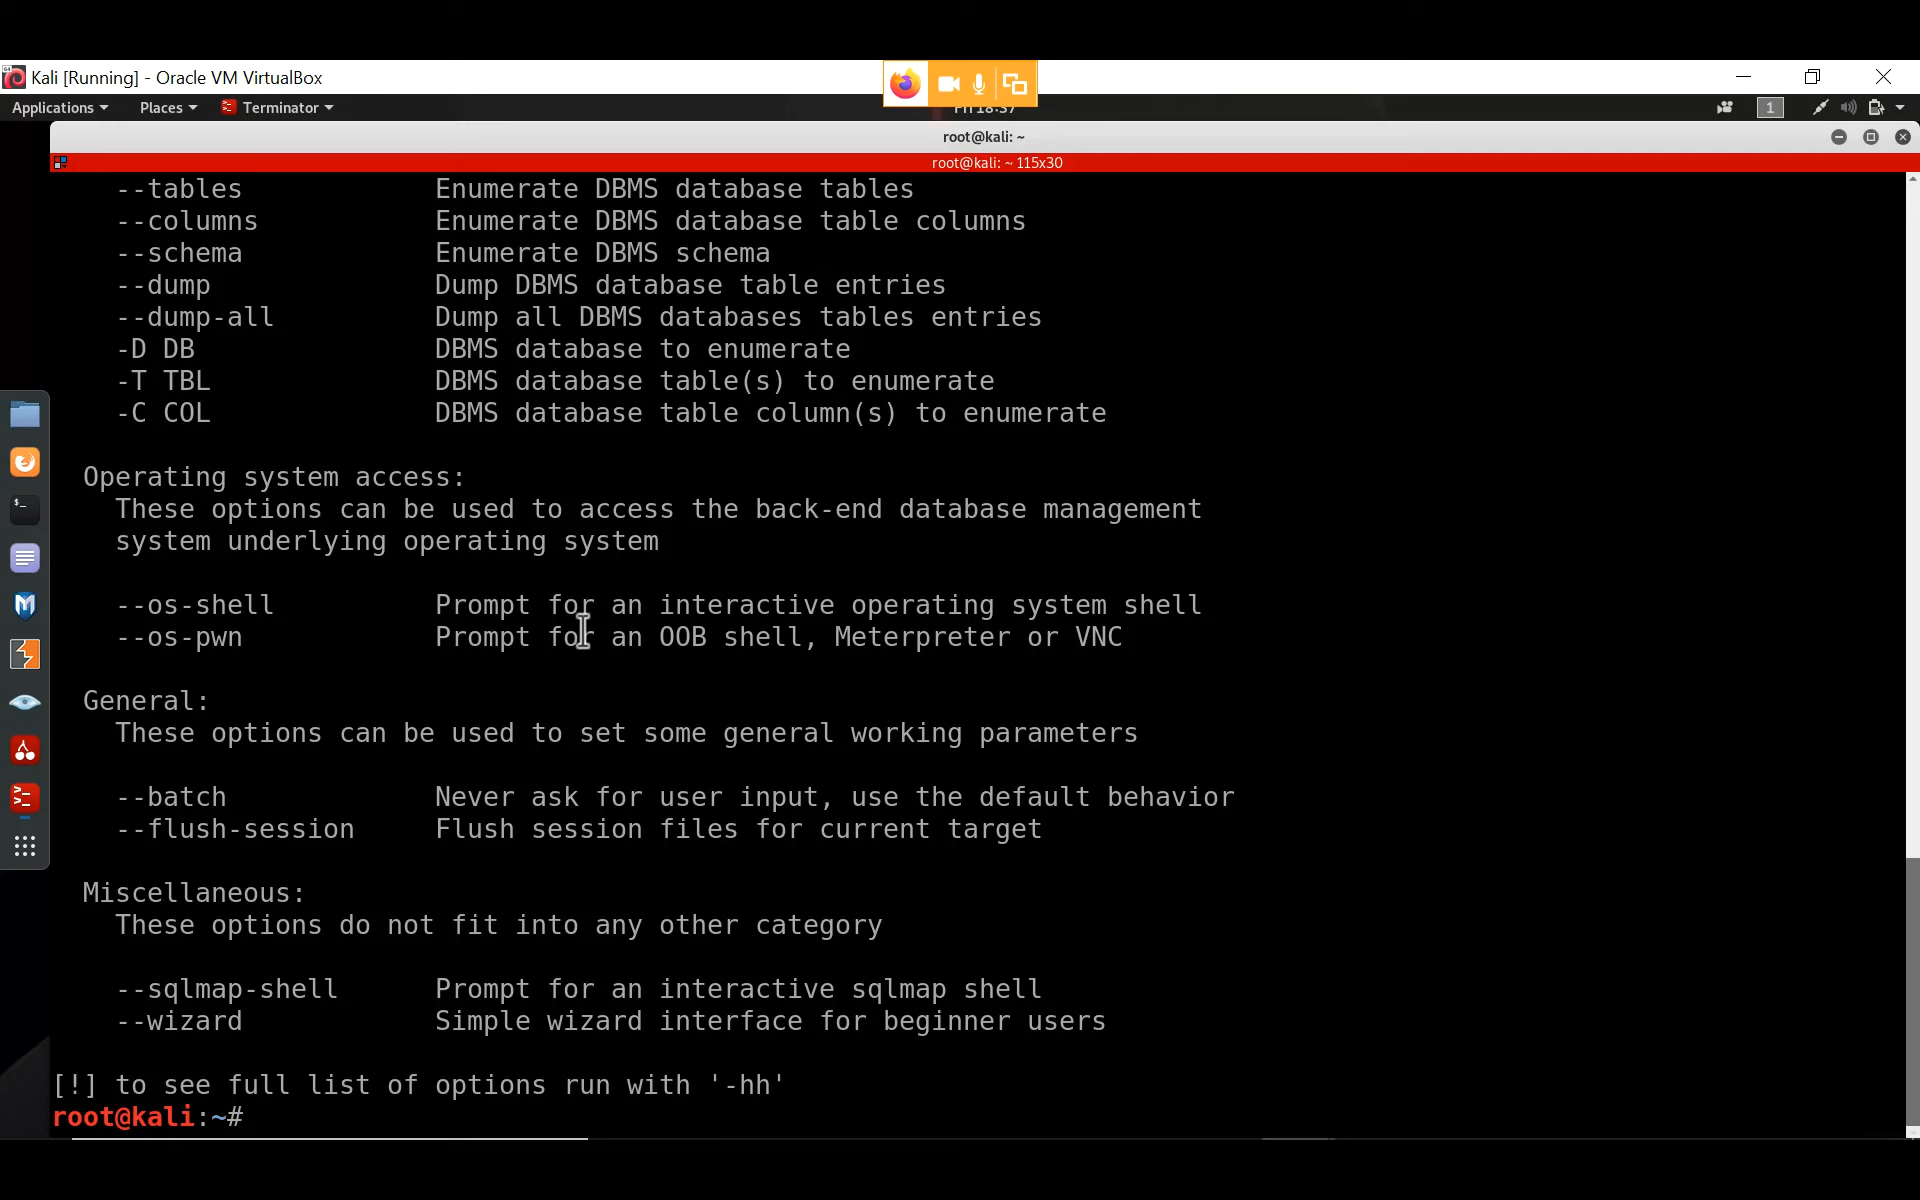 Kali [Running] - Oracle VM VirtualBox
Applications Places Terminator
1
root@kali: ~
root@kali: ~ 115x30
--tables Enumerate DBMS database tables
--columns Enumerate DBMS database table columns
--schema Enumerate DBMS schema
--dump Dump DBMS database table entries
--dump-all Dump all DBMS databases tables entries
-D DB DBMS database to enumerate
-T TBL DBMS database table(s) to enumerate
-C COL DBMS database table column(s) to enumerate
Operating system access:
These options can be used to access the back-end database management
system underlying operating system
--os-shell Prompt for an interactive operating system shell
--os-pwn Prompt for an OOB shell, Meterpreter or VNC
General:
These options can be used to set some general working parameters
--batch Never ask for user input, use the default behavior
--flush-session Flush session files for current target
Miscellaneous:
These options do not fit into any other category
--sqlmap-shell Prompt for an interactive sqlmap shell
--wizard Simple wizard interface for beginner users
[!] to see full list of options run with '-hh'
root@kali:~#